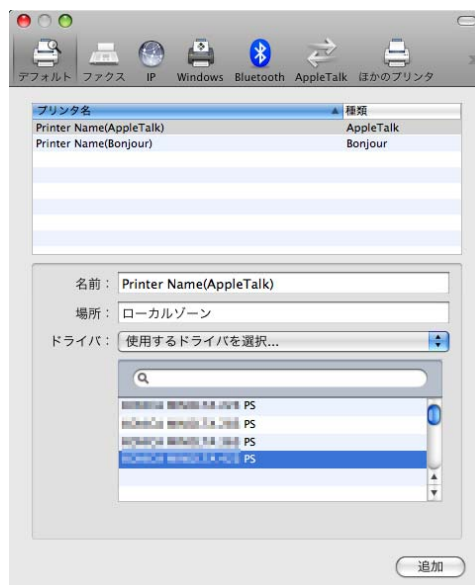 デフォルト ファクス IP Windows Bluetooth AppleTalk ほかのプリンタ
プリンタ名 種類
Printer Name(AppleTalk) AppleTalk
Printer Name(Bonjour) Bonjour
名前： Printer Name(AppleTalk)
場所： ローカルゾーン
ドライバ： 使用するドライバを選択...
PS
PS
PS
PS
追加